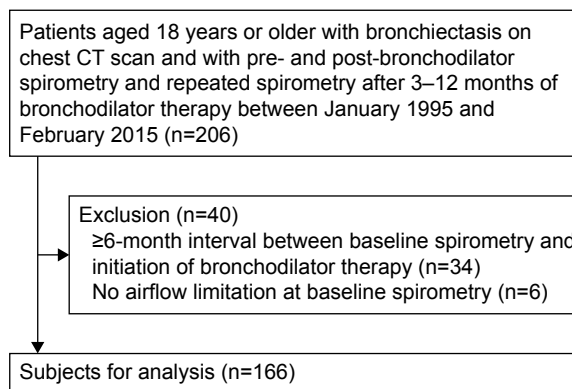 Patients aged 18 years or older with bronchiectasis on
chest CT scan and with pre- and post-bronchodilator
spirometry and repeated spirometry after 3–12 months of
bronchodilator therapy between January 1995 and
February 2015 (n=206)
Exclusion (n=40)
≥6-month interval between baseline spirometry and
initiation of bronchodilator therapy (n=34)
No airflow limitation at baseline spirometry (n=6)
Subjects for analysis (n=166)